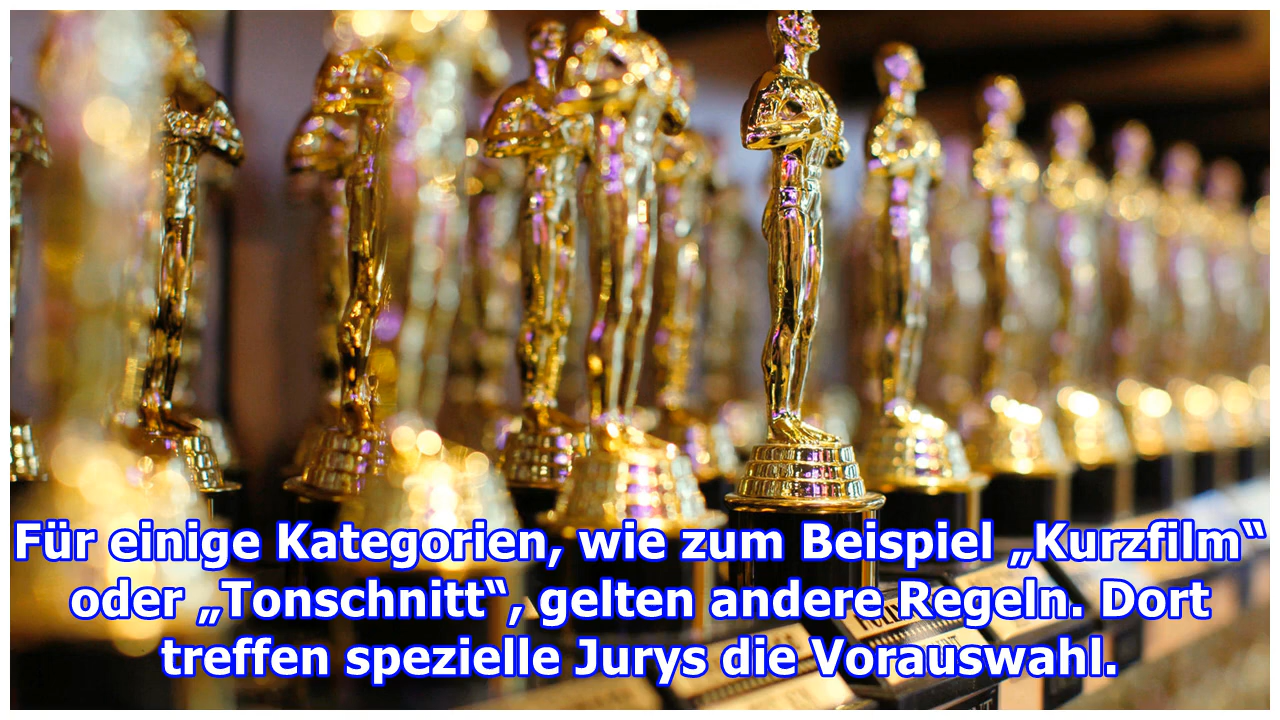 Für einige Kategorien, wie zum Beispiel „Kurzfilm“
oder „Tonschnitt“, gelten andere Regeln. Dort
treffen spezielle Jurys die Vorauswahl.